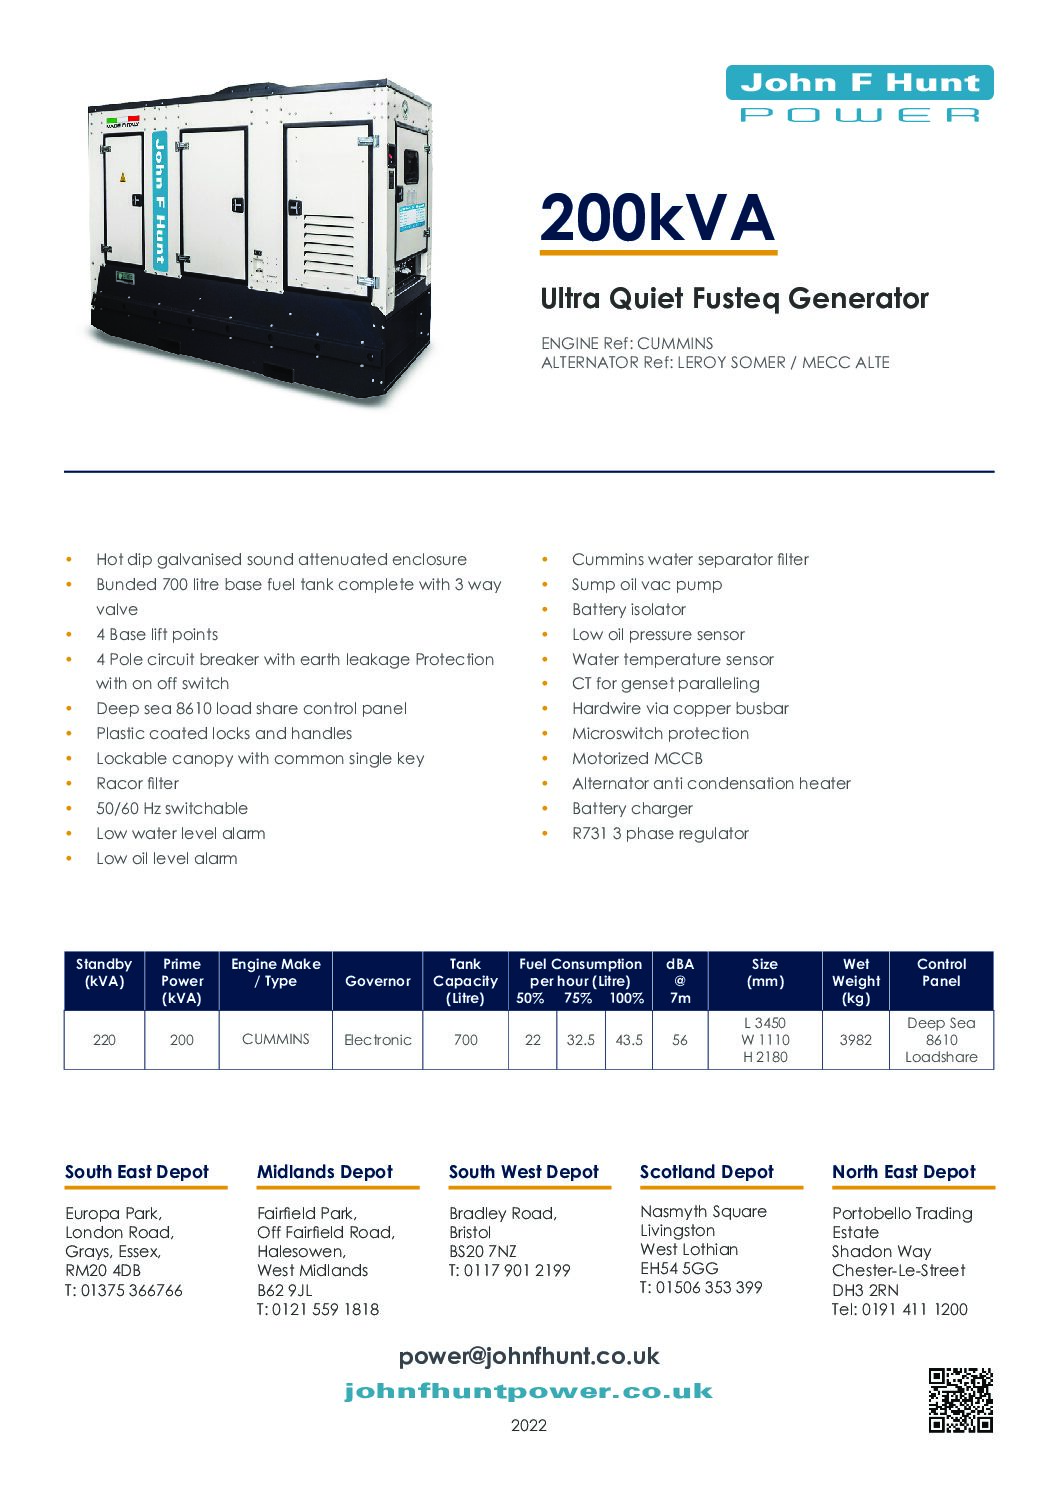 MADE IN ITALY
John F Hunt
John F Hunt
POWER
200kVA
Ultra Quiet Fusteq Generator
ENGINE Ref: CUMMINS
ALTERNATOR Ref: LEROY SOMER / MECC ALTE
• Hot dip galvanised sound attenuated enclosure
• Bunded 700 litre base fuel tank complete with 3 way
valve
• 4 Base lift points
• 4 Pole circuit breaker with earth leakage Protection
with on off switch
• Deep sea 8610 load share control panel
• Plastic coated locks and handles
• Lockable canopy with common single key
• Racor filter
• 50/60 Hz switchable
• Low water level alarm
• Low oil level alarm
• Cummins water separator filter
• Sump oil vac pump
• Battery isolator
• Low oil pressure sensor
• Water temperature sensor
• CT for genset paralleling
• Hardwire via copper busbar
• Microswitch protection
• Motorized MCCB
• Alternator anti condensation heater
• Battery charger
• R731 3 phase regulator
Standby (kVA) Prime Power (kVA) Engine Make / Type Governor Tank Capacity (Litre) Fuel Consumption per hour (Litre) 50% 75% 100% dBA @ 7m Size (mm) Wet Weight (kg) Control Panel
220 200 CUMMINS Electronic 700 22 32.5 43.5 56 L 3450 W 1110 H 2180 3982 Deep Sea 8610 Loadshare
South East Depot
Europa Park,
London Road,
Grays, Essex,
RM20 4DB
T: 01375 366766
Midlands Depot
Fairfield Park,
Off Fairfield Road,
Halesowen,
West Midlands
B62 9JL
T: 0121 559 1818
South West Depot
Bradley Road,
Bristol
BS20 7NZ
T: 0117 901 2199
Scotland Depot
Nasmyth Square
Livingston
West Lothian
EH54 5GG
T: 01506 353 399
North East Depot
Portobello Trading
Estate
Shadon Way
Chester-Le-Street
DH3 2RN
Tel: 0191 411 1200
power@johnfhunt.co.uk
johnfhuntpower.co.uk
2022